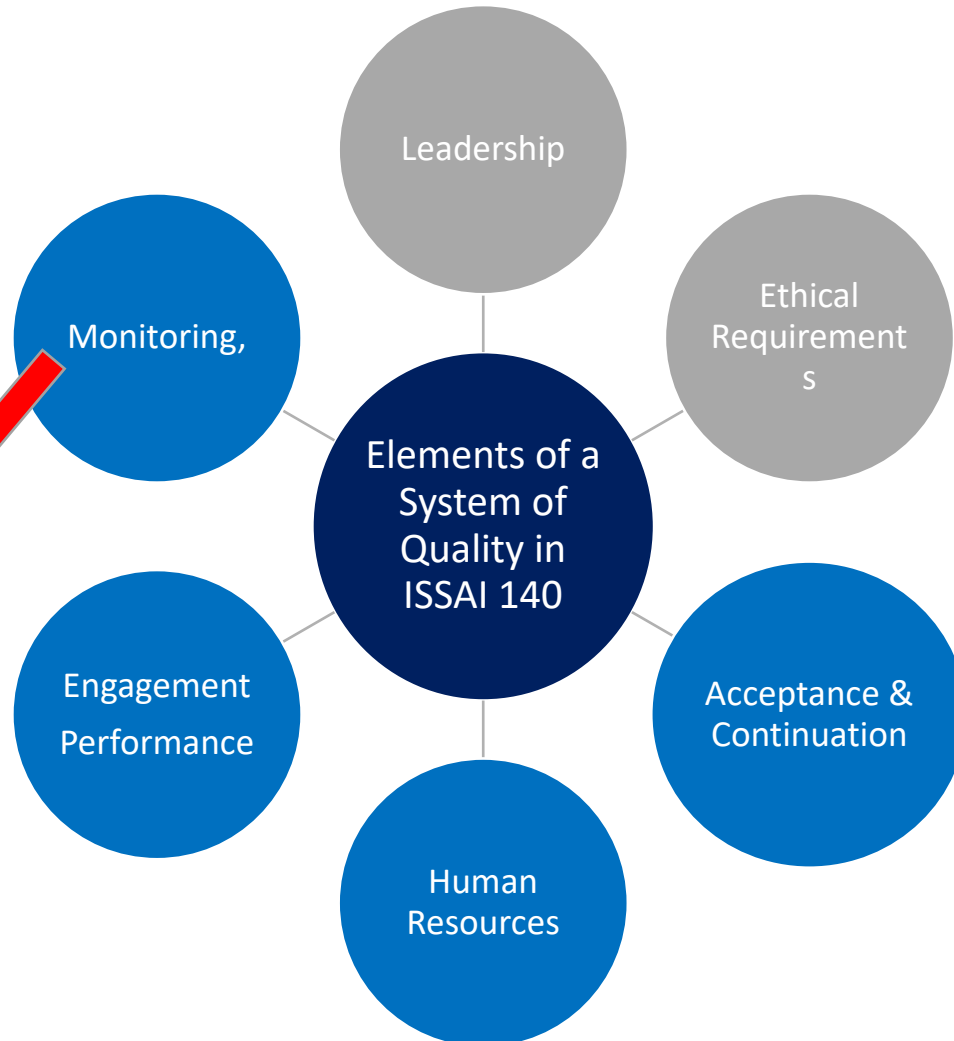 Leadership
Ethical
Requirement
s
Monitoring,
Elements of a
System of
Quality in
ISSAI 140
Engagement
Performance
Acceptance &
Continuation
Human
Resources